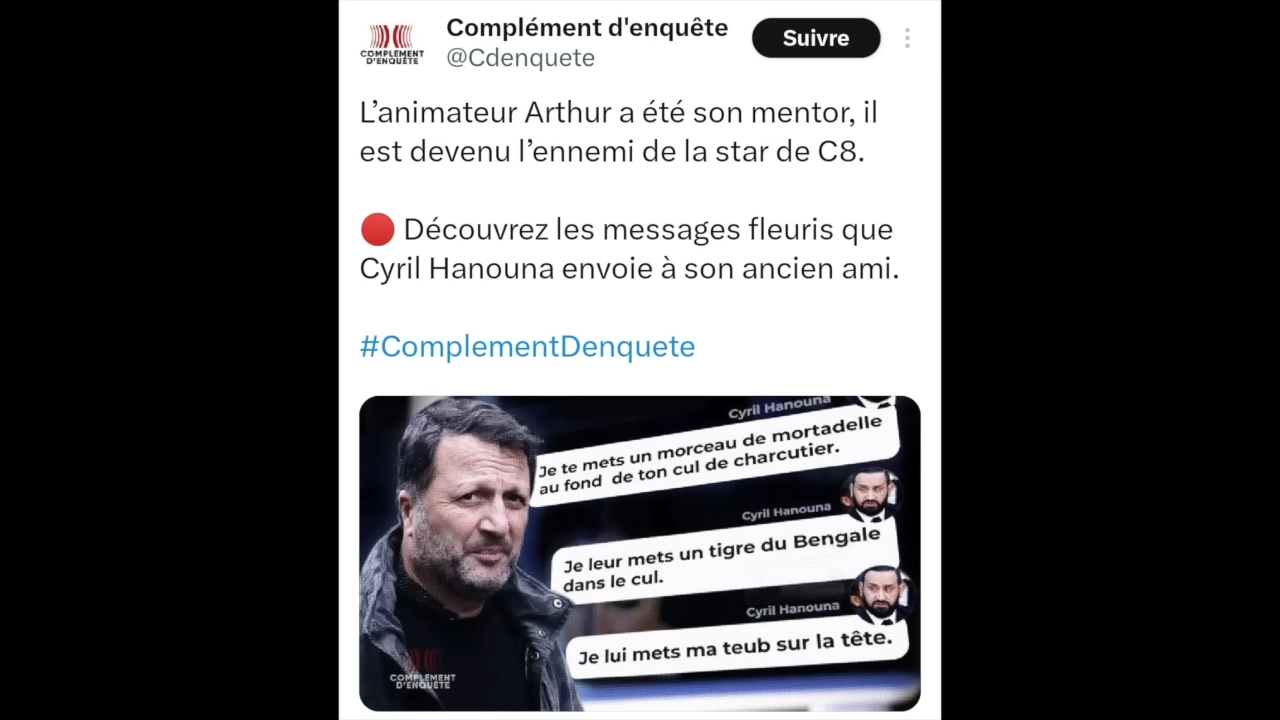 Complément d'enquête
@Cdenquete
Suivre
COMPLÉMENT
D'ENQUÊTE
L’animateur Arthur a été son mentor, il
est devenu l’ennemi de la star de C8.
🔴 Découvrez les messages fleuris que
Cyril Hanouna envoie à son ancien ami.
#ComplementDenquete
Cyril Hanouna
Je te mets un morceau de mortadelle
au fond de ton cul de charcutier.
Cyril Hanouna
Je leur mets un tigre du Bengale
dans le cul.
Cyril Hanouna
Je lui mets ma teub sur la tête.
COMPLÉMENT
D'ENQUÊTE